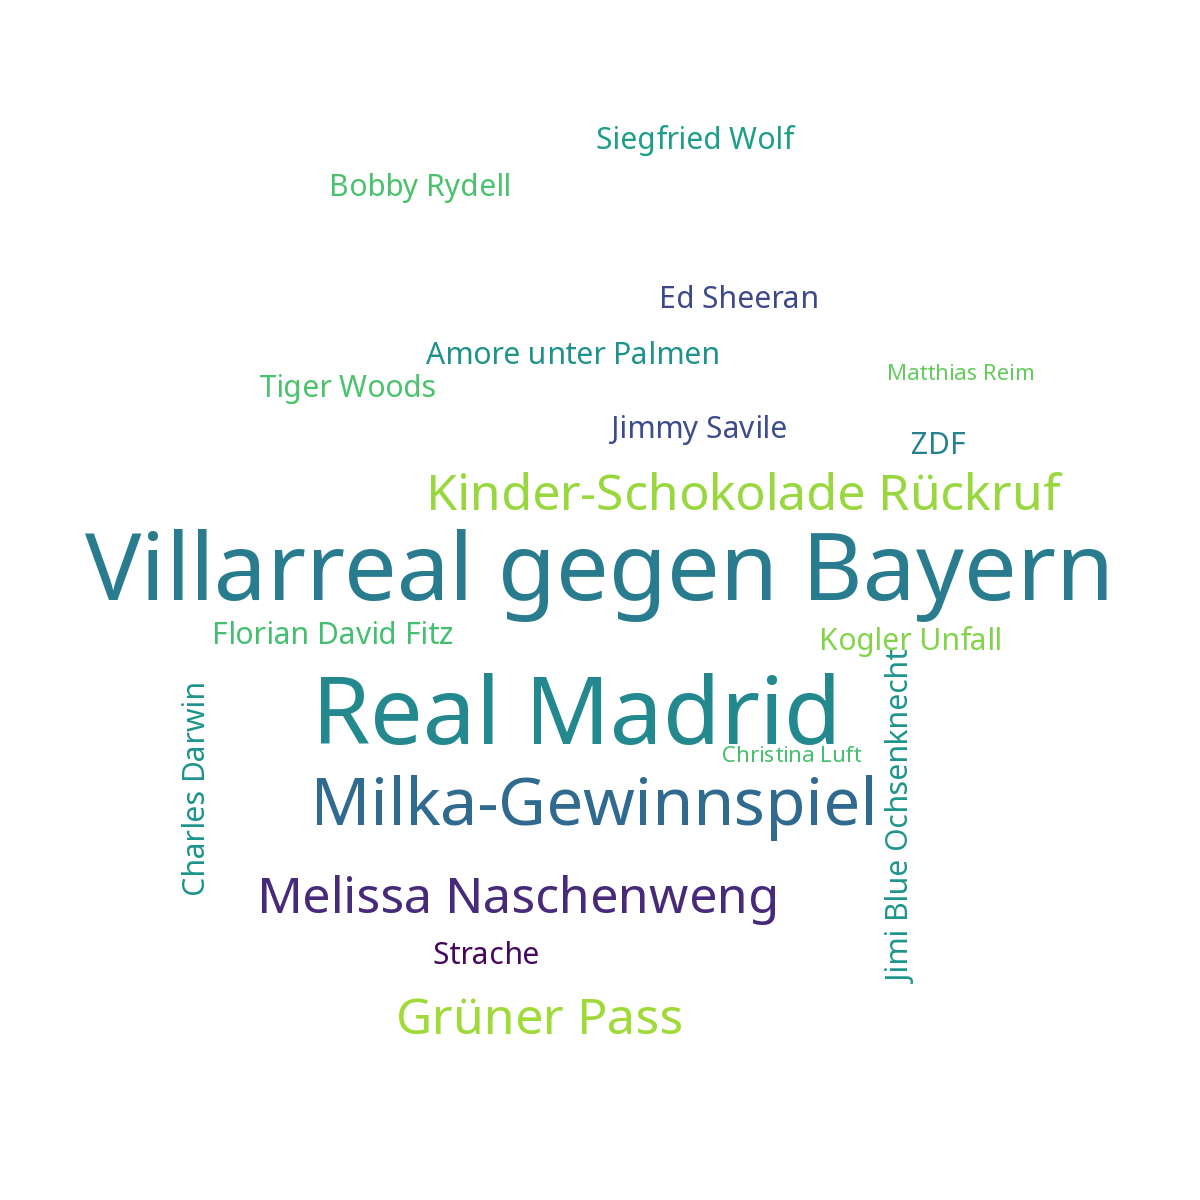 Siegfried Wolf
Bobby Rydell
Ed Sheeran
Amore unter Palmen
Matthias Reim
Tiger Woods
Jimmy Savile
ZDF
Kinder-Schokolade Rückruf
Villarreal gegen Bayern
Florian David Fitz
Kogler Unfall
Real Madrid
Christina Luft
Charles Darwin
Jimi Blue Ochsenknecht
Milka-Gewinnspiel
Melissa Naschenweng
Strache
Grüner Pass